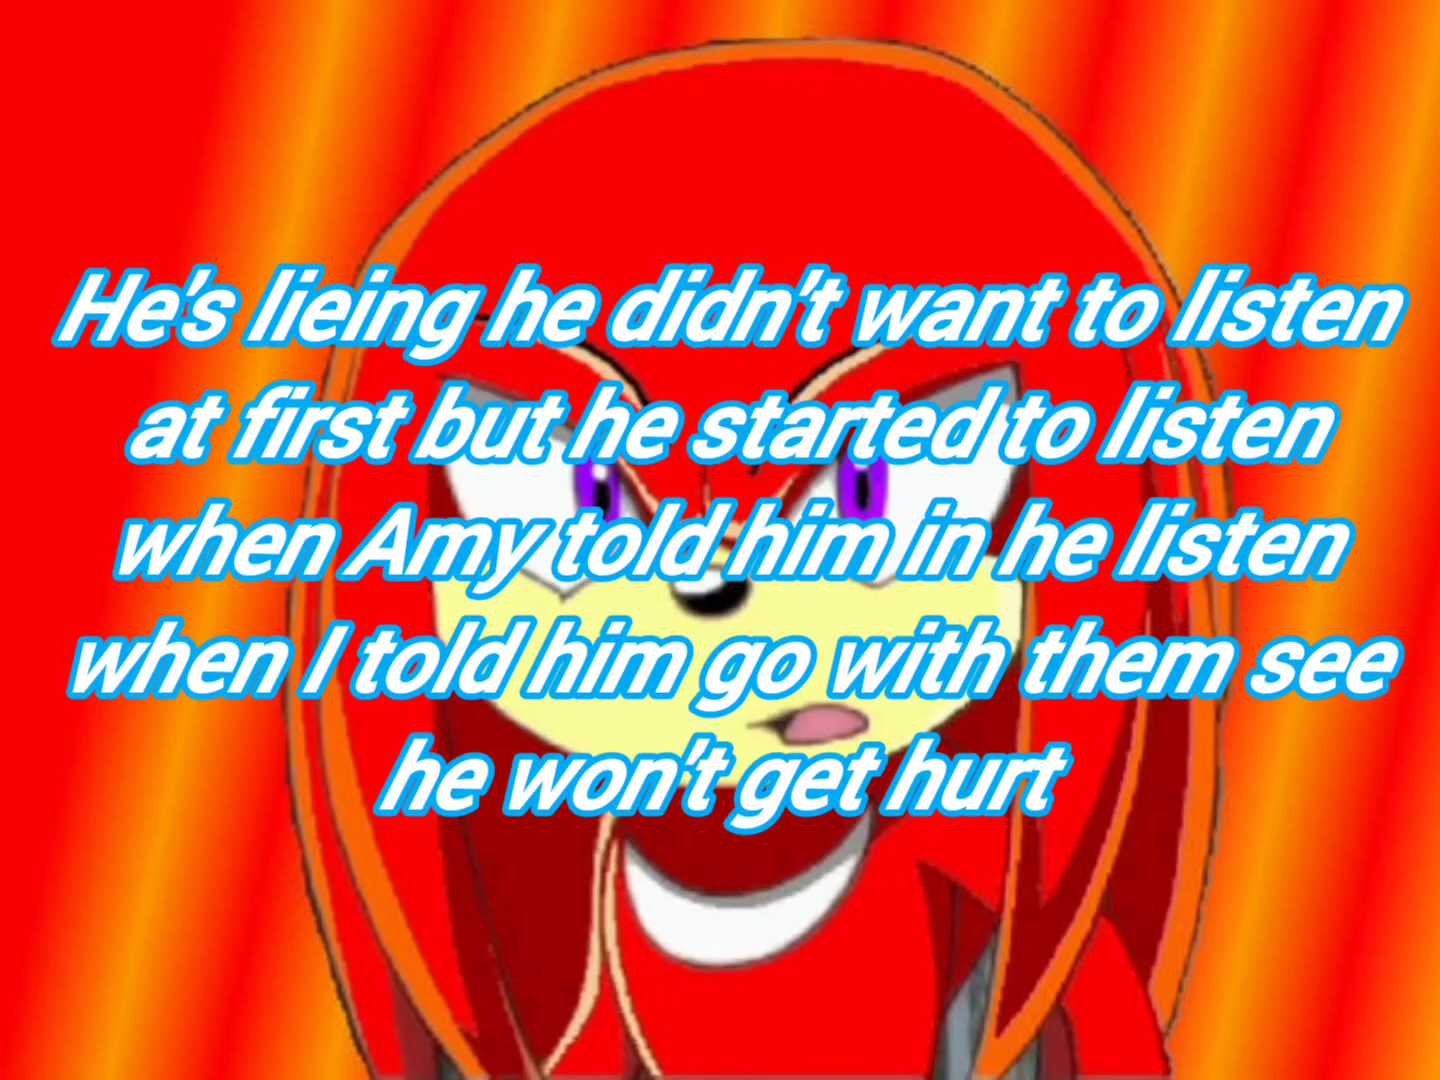 He's lieing he didn't want to listen
at first but he started to listen
when Amy told him in he listen
when I told him go with them see
he won't get hurt